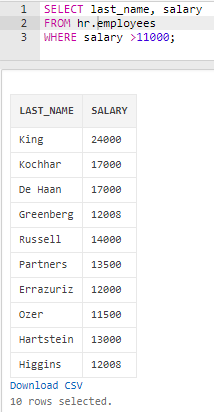 1 SELECT last_name, salary
2 FROM hr.employees
3 WHERE salary >11000;
LAST_NAME SALARY
King 24000
Kochhar 17000
De Haan 17000
Greenberg 12008
Russell 14000
Partners 13500
Errazuriz 12000
Ozer 11500
Hartstein 13000
Higgins 12008
Download CSV
10 rows selected.